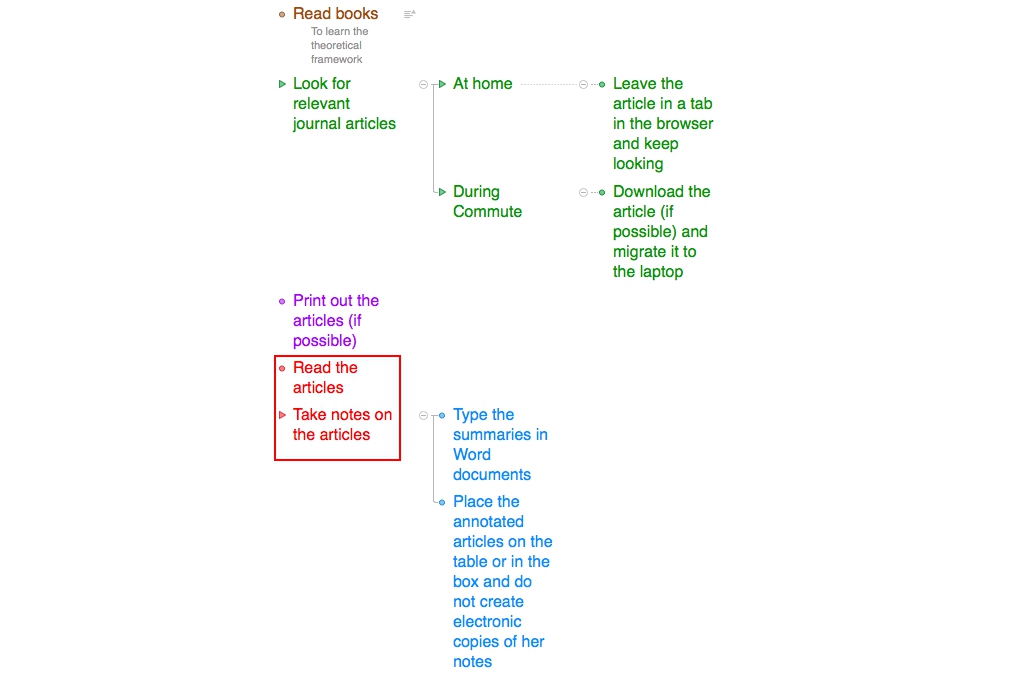 Read books
To learn the
theoretical
framework
Look for
relevant
journal articles
At home
Leave the
article in a tab
in the browser
and keep
looking
During
Commute
Download the
article (if
possible) and
migrate it to
the laptop
Print out the
articles (if
possible)
Read the
articles
Take notes on
the articles
Type the
summaries in
Word
documents
Place the
annotated
articles on the
table or in the
box and do
not create
electronic
copies of her
notes